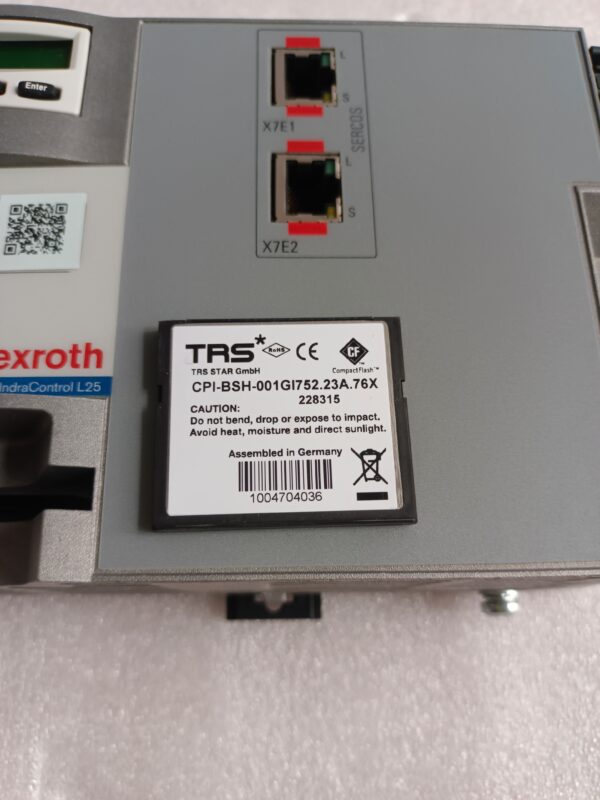 Enter
L
S
X7E1
SERCOS
L
S
X7E2
exroth
IndraControl L25
TRS* RoHS CE CF
TRS STAR GmbH CompactFlash™
CPI-BSH-001GI752.23A.76X
228315
CAUTION:
Do not bend, drop or expose to impact.
Avoid heat, moisture and direct sunlight.
Assembled in Germany
1004704036